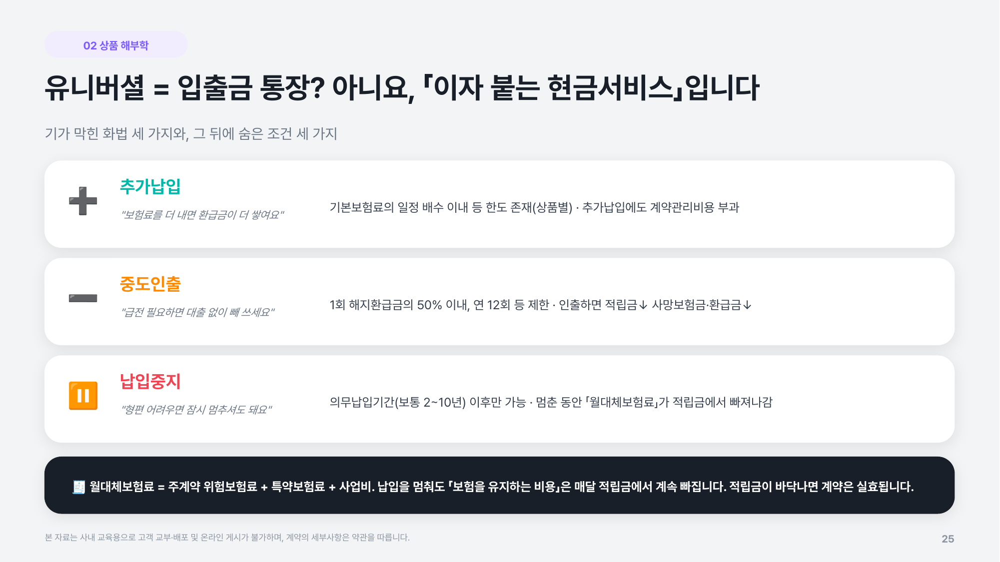 02 상품 해부학
유니버셜 = 입출금 통장? 아니요, 「이자 붙는 현금서비스」입니다
기가 막힌 화법 세 가지와, 그 뒤에 숨은 조건 세 가지
추가납입
"보험료를 더 내면 환급금이 더 쌓여요"
기본보험료의 일정 배수 이내 등 한도 존재(상품별) · 추가납입에도 계약관리비용 부과
중도인출
"급전 필요하면 대출 없이 빼 쓰세요"
1회 해지환급금의 50% 이내, 연 12회 등 제한 · 인출하면 적립금↓ 사망보험금·환급금↓
납입중지
"형편 어려우면 잠시 멈추셔도 돼요"
의무납입기간(보통 2~10년) 이후만 가능 · 멈춘 동안 「월대체보험료」가 적립금에서 빠져나감
🧾 월대체보험료 = 주계약 위험보험료 + 특약보험료 + 사업비. 납입을 멈춰도 「보험을 유지하는 비용」은 매달 적립금에서 계속 빠집니다. 적립금이 바닥나면 계약은 실효됩니다.
본 자료는 사내 교육용으로 고객 교부·배포 및 온라인 게시가 불가하며, 계약의 세부사항은 약관을 따릅니다.
25